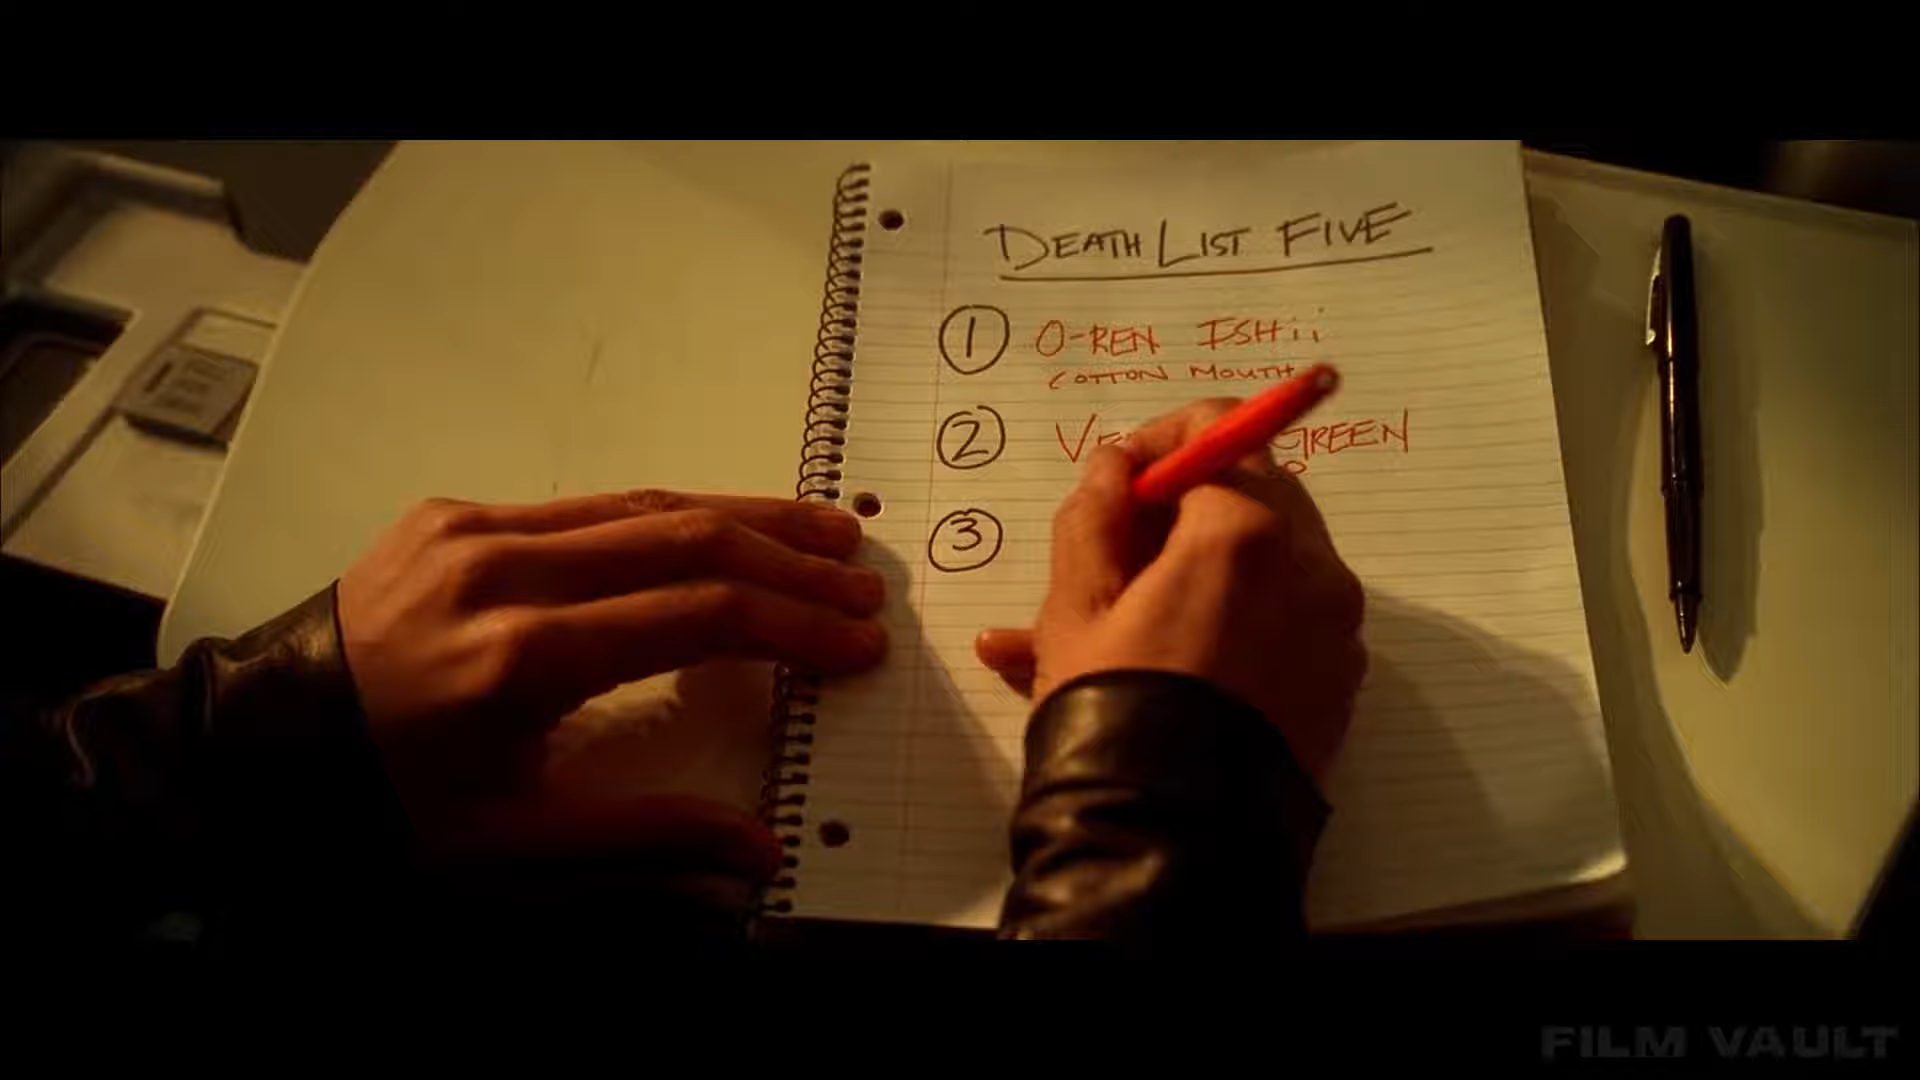 DEATH LIST FIVE
1 O-REN ISHii
COTTON MOUTH
2 GREEN
3
FILM VAULT